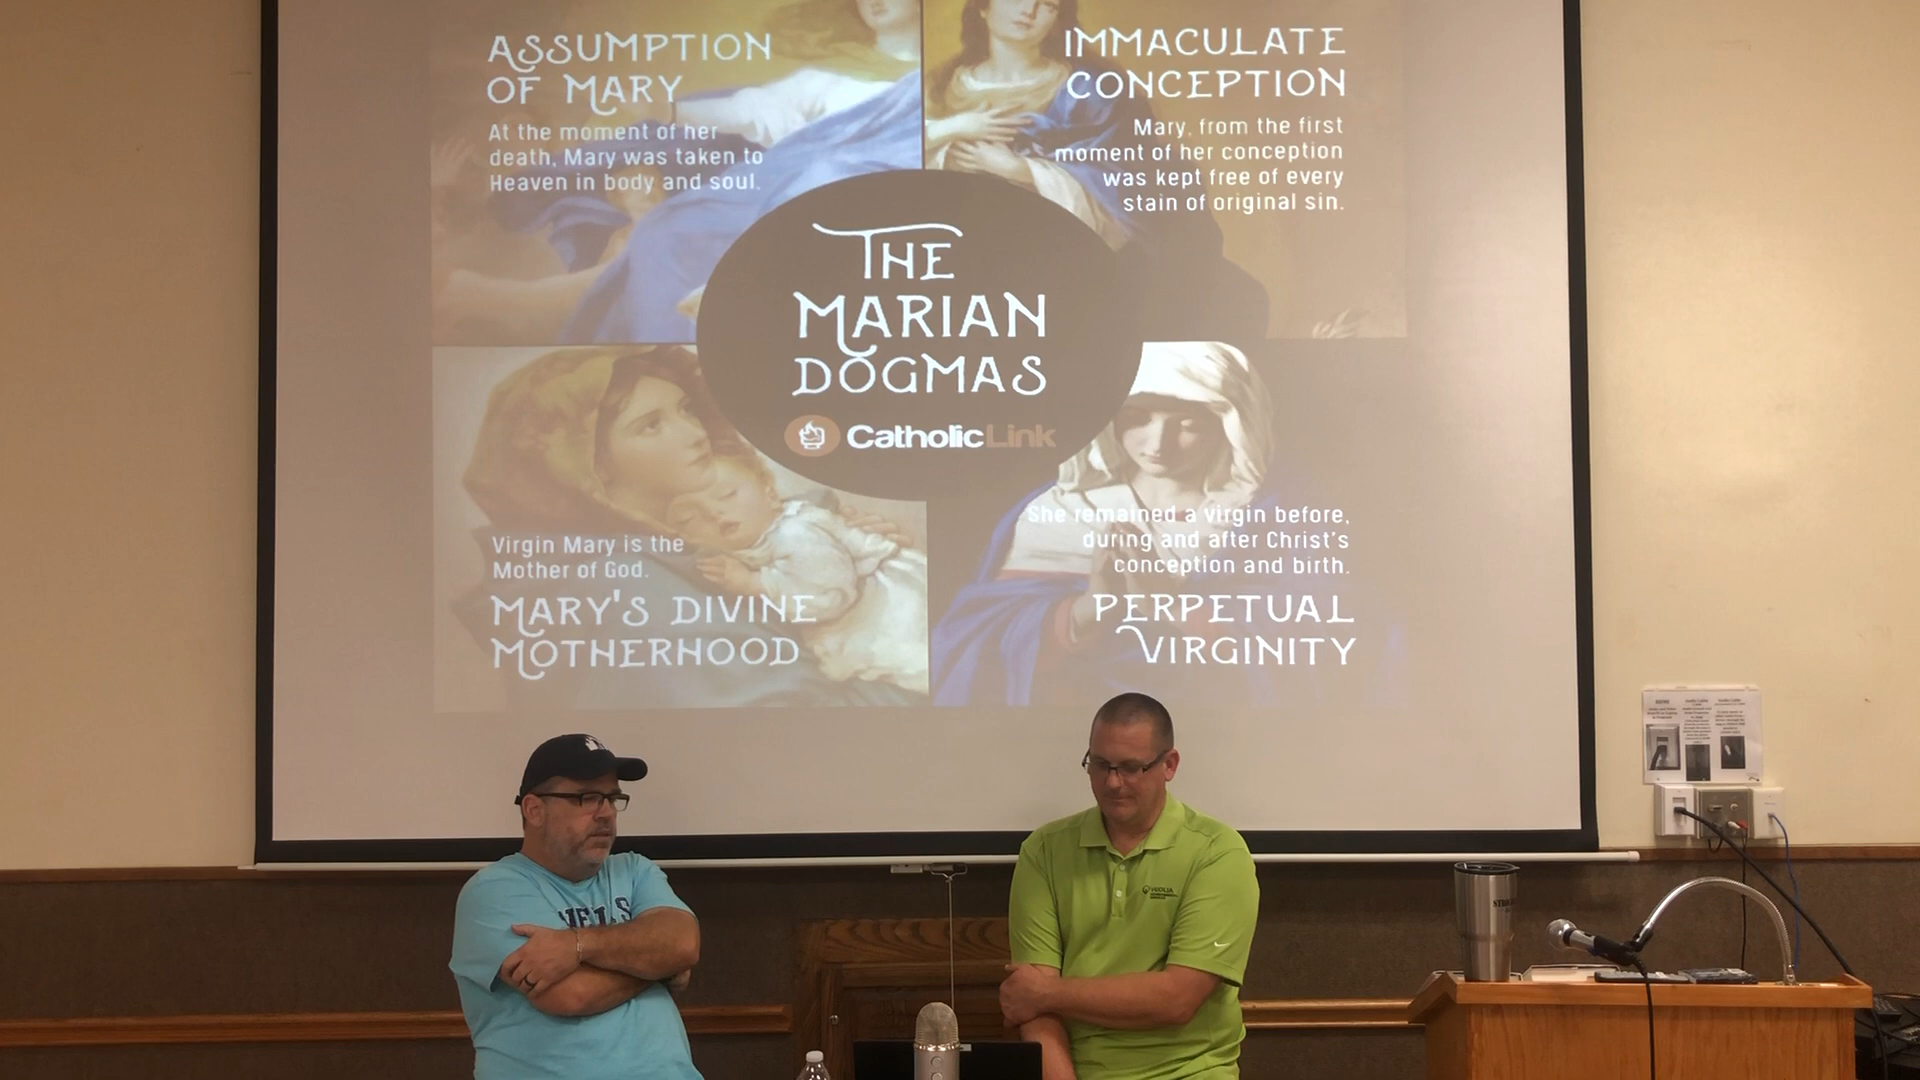 ASSUMPTION
OF MARY
At the moment of her
death, Mary was taken to
Heaven in body and soul.
IMMACULATE
CONCEPTION
Mary, from the first
moment of her conception
was kept free of every
stain of original sin.
THE
MARIAN
DOGMAS
CatholicLink
Virgin Mary is the
Mother of God.
MARY'S DIVINE
MOTHERHOOD
She remained a virgin before,
during and after Christ's
conception and birth.
PERPETUAL
VIRGINITY
VEOLIA